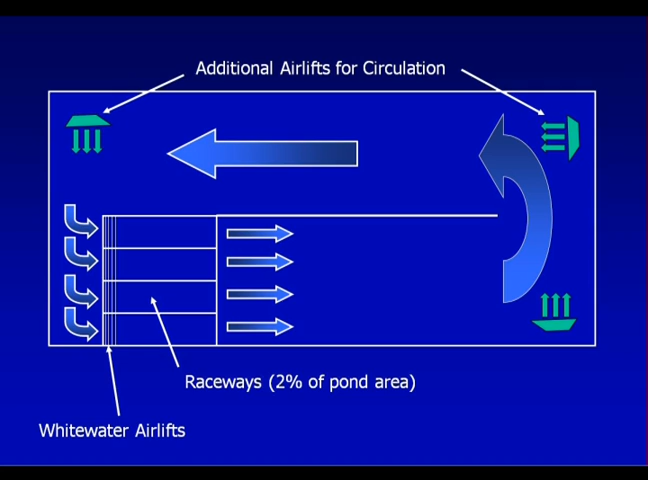 Additional Airlifts for Circulation
Raceways (2% of pond area)
Whitewater Airlifts